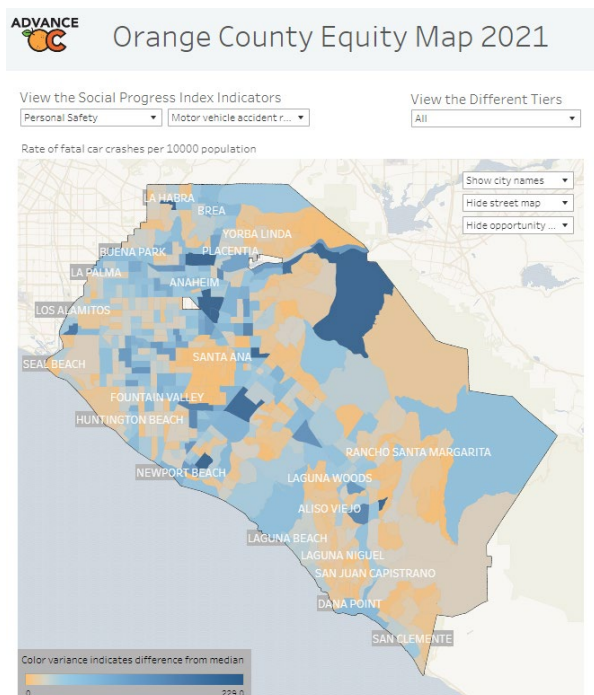 ADVANCE
OC
Orange County Equity Map 2021
View the Social Progress Index Indicators
View the Different Tiers
Personal Safety
Motor vehicle accident r...
All
Rate of fatal car crashes per 10000 population
Show city names
Hide street map
Hide opportunity ...
LA HABRA
BREA
YORBA LINDA
BUENA PARK
PLACENTIA
LA PALMA
ANAHEIM
LOS ALAMITOS
SANTA ANA
SEAL BEACH
FOUNTAIN VALLEY
HUNTINGTON BEACH
RANCHO SANTA MARGARITA
NEWPORT BEACH
LAGUNA WOODS
ALISO VIEJO
LAGUNA BEACH
LAGUNA NIGUEL
SAN JUAN CAPISTRANO
DANA POINT
SAN CLEMENTE
Color variance indicates difference from median
0 229.0